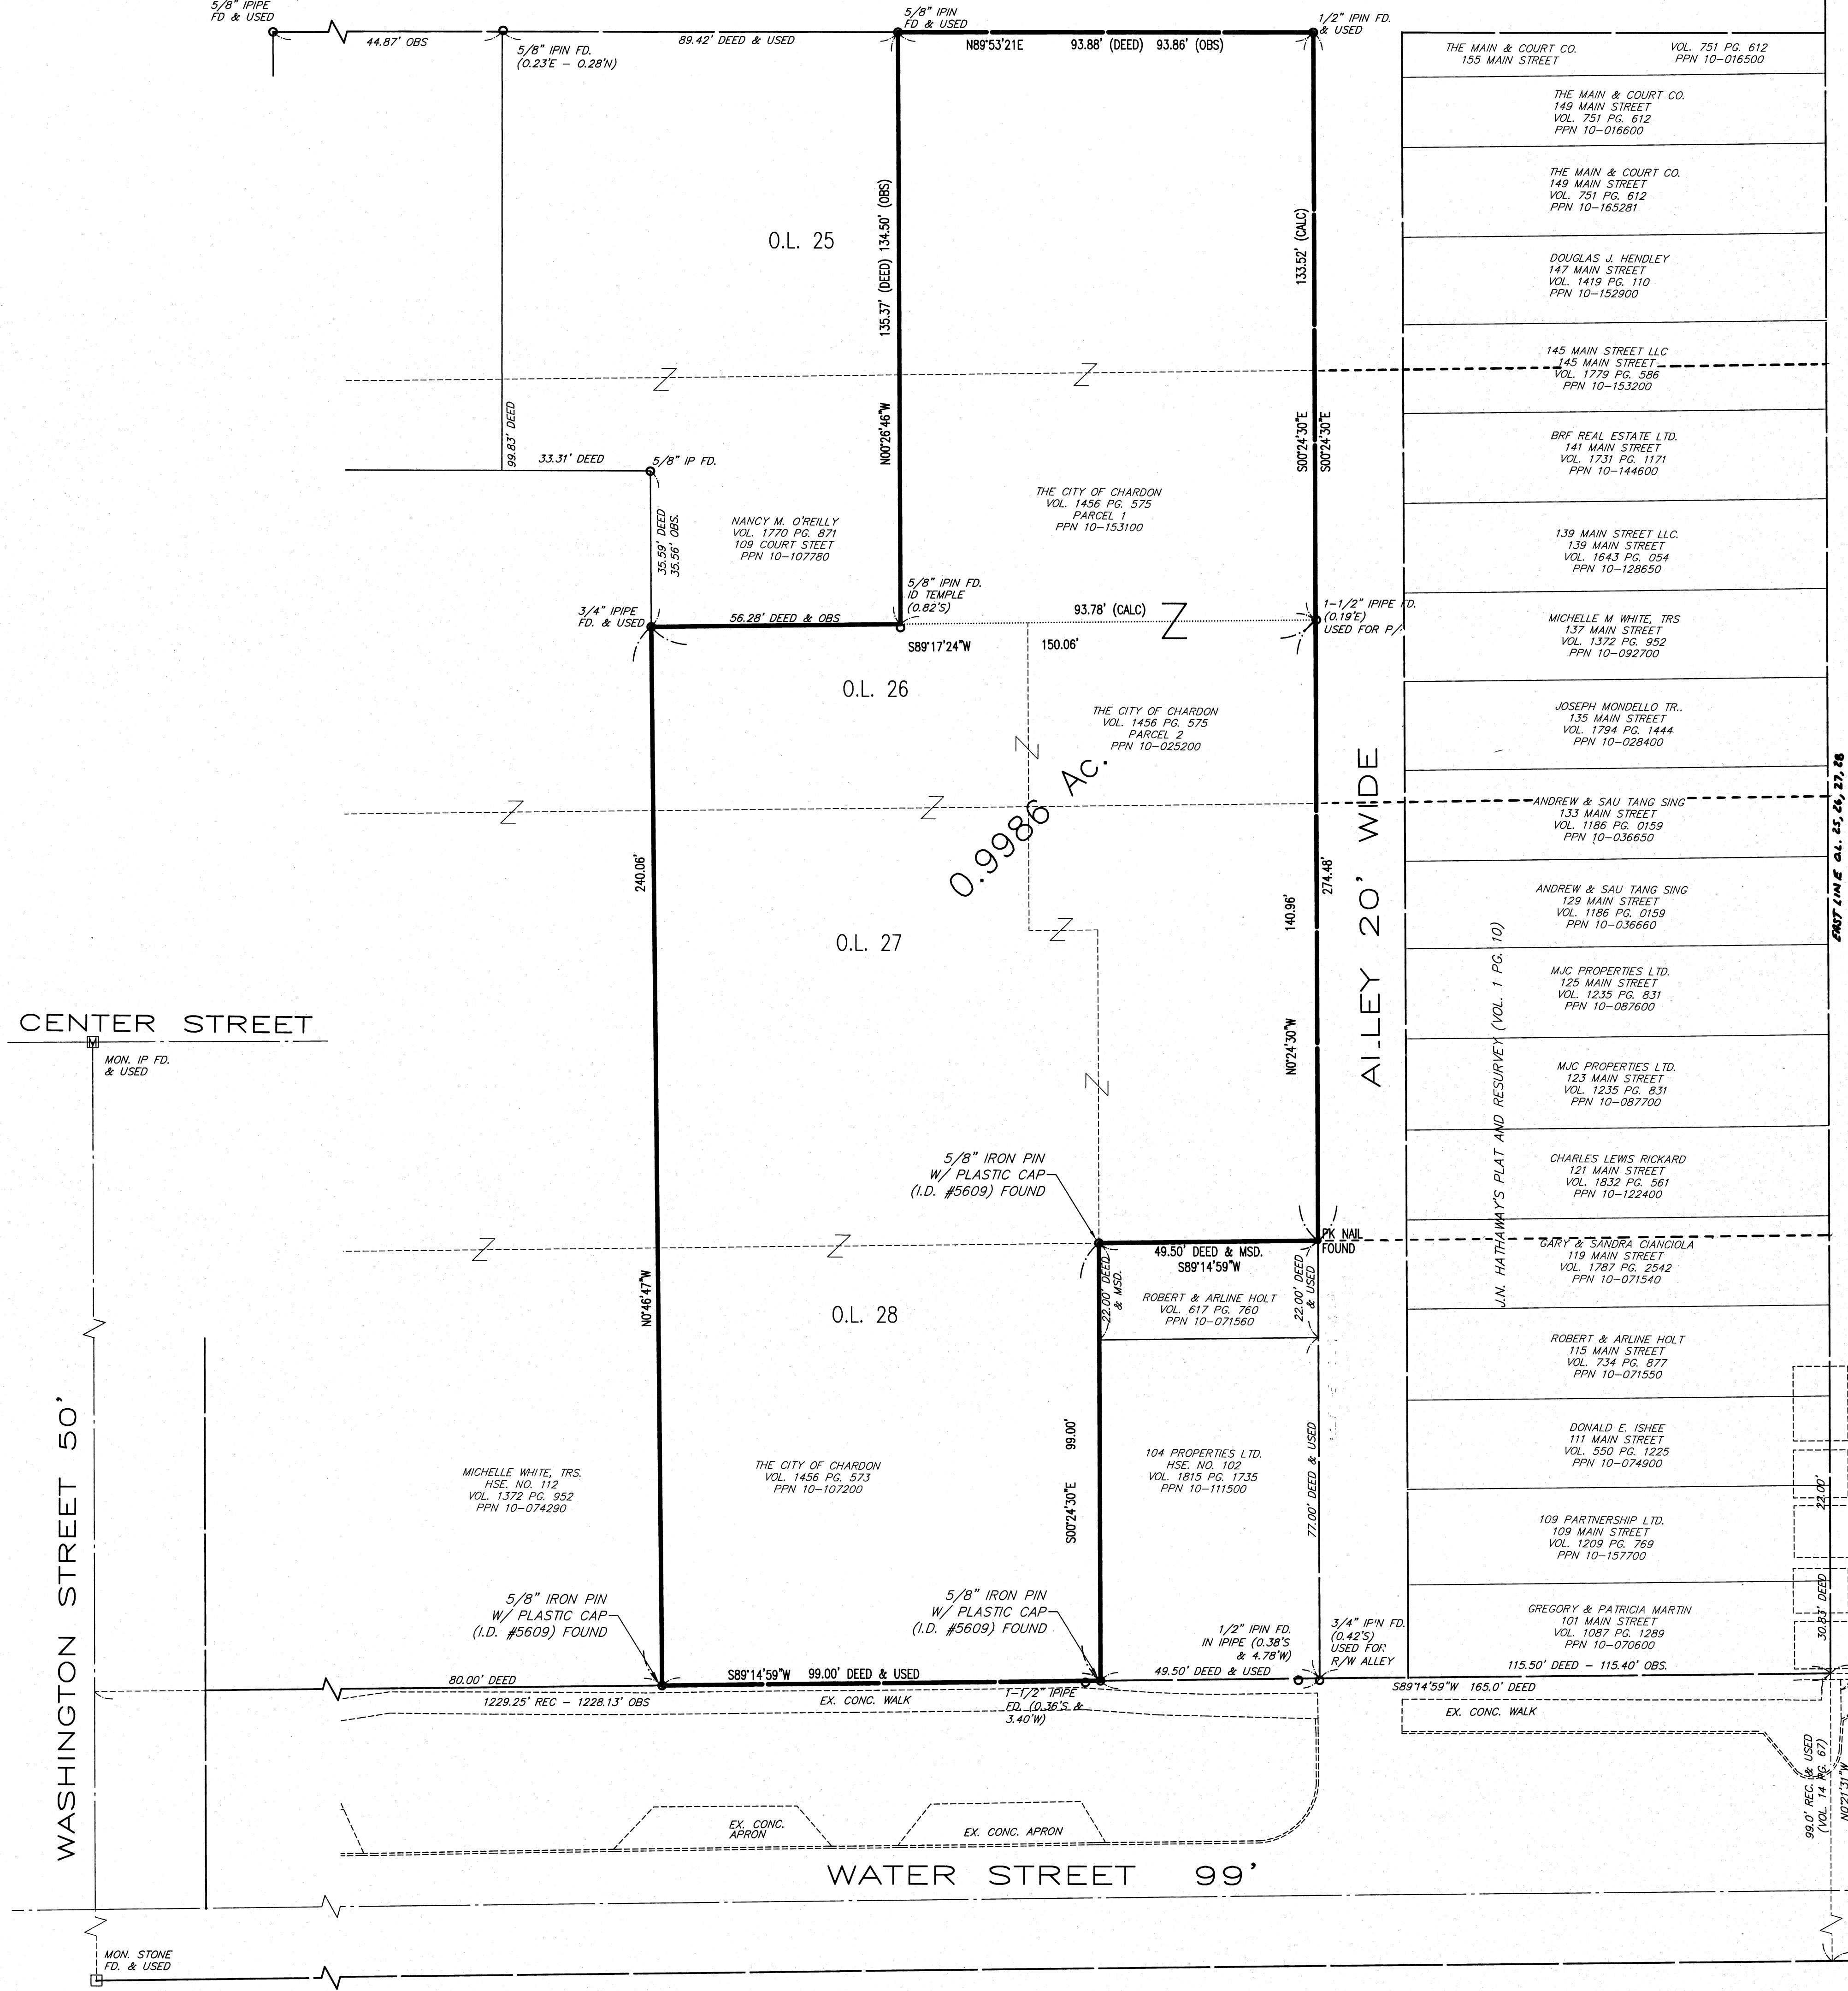 5/8" IPIPE
FD & USED
44.87' OBS
5/8" IPIN FD.
(0.23'E - 0.28'N)
89.42' DEED & USED
5/8" IPIN
FD & USED
N89°53'21E 93.88' (DEED) 93.86' (OBS)
1/2" IPIN FD.
& USED
THE MAIN & COURT CO.
155 MAIN STREET
VOL. 751 PG. 612
PPN 10-016500
THE MAIN & COURT CO.
149 MAIN STREET
VOL. 751 PG. 612
PPN 10-016600
THE MAIN & COURT CO.
149 MAIN STREET
VOL. 751 PG. 612
PPN 10-165281
DOUGLAS J. HENDLEY
147 MAIN STREET
VOL. 1419 PG. 110
PPN 10-152900
145 MAIN STREET LLC
145 MAIN STREET
VOL. 1779 PG. 586
PPN 10-153200
BRF REAL ESTATE LTD.
141 MAIN STREET
VOL. 1731 PG. 1171
PPN 10-144600
139 MAIN STREET LLC.
139 MAIN STREET
VOL. 1643 PG. 054
PPN 10-128650
MICHELLE M WHITE, TRS
137 MAIN STREET
VOL. 1372 PG. 952
PPN 10-092700
JOSEPH MONDELLO TR..
135 MAIN STREET
VOL. 1794 PG. 1444
PPN 10-028400
ANDREW & SAU TANG SING
133 MAIN STREET
VOL. 1186 PG. 0159
PPN 10-036650
ANDREW & SAU TANG SING
129 MAIN STREET
VOL. 1186 PG. 0159
PPN 10-036660
MJC PROPERTIES LTD.
125 MAIN STREET
VOL. 1235 PG. 831
PPN 10-087600
MJC PROPERTIES LTD.
123 MAIN STREET
VOL. 1235 PG. 831
PPN 10-087700
CHARLES LEWIS RICKARD
121 MAIN STREET
VOL. 1832 PG. 561
PPN 10-122400
GARY & SANDRA CIANCIOLA
119 MAIN STREET
VOL. 1787 PG. 2542
PPN 10-071540
ROBERT & ARLINE HOLT
115 MAIN STREET
VOL. 734 PG. 877
PPN 10-071550
DONALD E. ISHEE
111 MAIN STREET
VOL. 550 PG. 1225
PPN 10-074900
109 PARTNERSHIP LTD.
109 MAIN STREET
VOL. 1209 PG. 769
PPN 10-157700
GREGORY & PATRICIA MARTIN
101 MAIN STREET
VOL. 1087 PG. 1289
PPN 10-070600
J.N. HATHAWAY'S PLAT AND RESURVEY (VOL. 1 PG. 10)
EAST LINE O.L. 25, 26, 27, 28
O.L. 25
135.37' (DEED) 134.50' (OBS)
N00°26'46"W
133.52' (CALC)
S00°24'30"E
S00°24'30"E
99.83' DEED
33.31' DEED
5/8" IP FD.
35.59' DEED
35.56' OBS.
NANCY M. O'REILLY
VOL. 1770 PG. 871
109 COURT STEET
PPN 10-107780
THE CITY OF CHARDON
VOL. 1456 PG. 575
PARCEL 1
PPN 10-153100
3/4" IPIPE
FD. & USED
56.28' DEED & OBS
5/8" IPIN FD.
ID TEMPLE
(0.82'S)
93.78' (CALC)
S89°17'24"W 150.06'
1-1/2" IPIPE FD.
(0.19'E)
USED FOR P/
O.L. 26
THE CITY OF CHARDON
VOL. 1456 PG. 575
PARCEL 2
PPN 10-025200
0.9986 Ac.
240.06'
N0°46'47"W
O.L. 27
140.96'
N0°24'30"W
274.48'
ALLEY 20' WIDE
CENTER STREET
MON. IP FD.
& USED
5/8" IRON PIN
W/ PLASTIC CAP
(I.D. #5609) FOUND
PK NAIL
FOUND
49.50' DEED & MSD.
S89°14'59"W
22.00' DEED
& MSD.
22.00' DEED
& USED
ROBERT & ARLINE HOLT
VOL. 617 PG. 760
PPN 10-071560
O.L. 28
MICHELLE WHITE, TRS.
HSE. NO. 112
VOL. 1372 PG. 952
PPN 10-074290
THE CITY OF CHARDON
VOL. 1456 PG. 573
PPN 10-107200
99.00'
S00°24'30"E
104 PROPERTIES LTD.
HSE. NO. 102
VOL. 1815 PG. 1735
PPN 10-111500
77.00' DEED & USED
5/8" IRON PIN
W/ PLASTIC CAP
(I.D. #5609) FOUND
5/8" IRON PIN
W/ PLASTIC CAP
(I.D. #5609) FOUND
1/2" IPIN FD.
IN IPIPE (0.38'S
& 4.78'W)
3/4" IPIN FD.
(0.42'S)
USED FOR
R/W ALLEY
80.00' DEED
S89°14'59"W 99.00' DEED & USED
49.50' DEED & USED
115.50' DEED - 115.40' OBS.
1229.25' REC - 1228.13' OBS
EX. CONC. WALK
1-1/2" IPIPE
FD. (0.36'S &
3.40'W)
S89°14'59"W 165.0' DEED
EX. CONC. WALK
22.00'
30.83' DEED
99.0' REC. & USED
(VOL. 14 PG. 67)
N0°21'31"W
EX. CONC.
APRON
EX. CONC. APRON
WASHINGTON STREET 50'
WATER STREET 99'
MON. STONE
FD. & USED